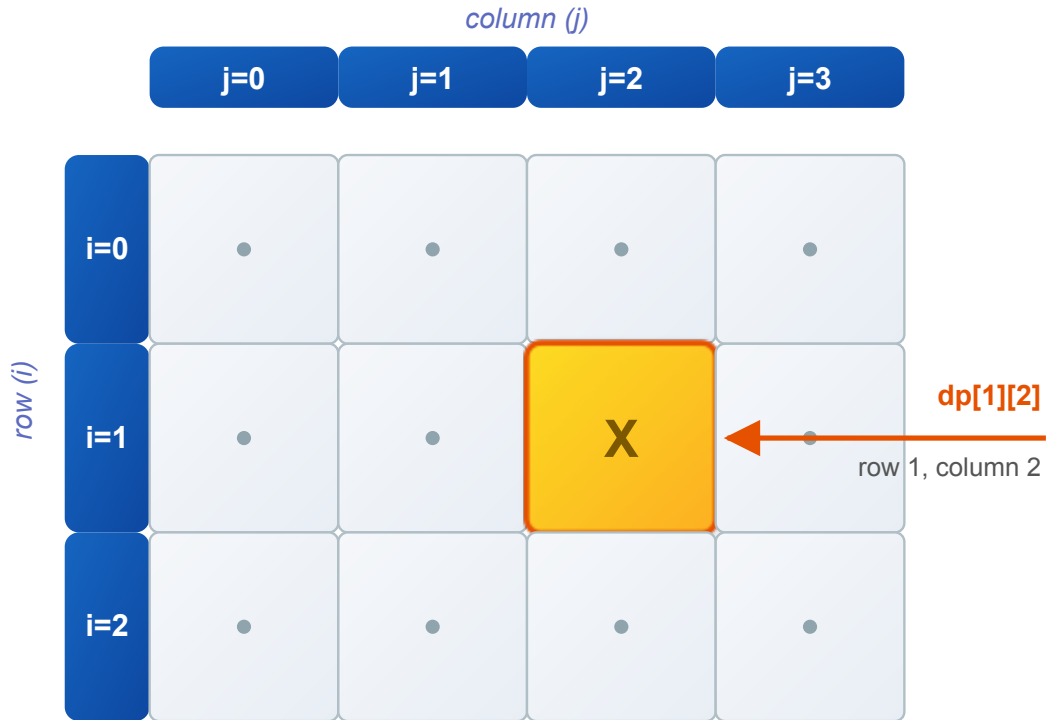 column (j)
j=0 j=1 j=2 j=3
i=0
row (i)
i=1 X
dp[1][2]
row 1, column 2
i=2